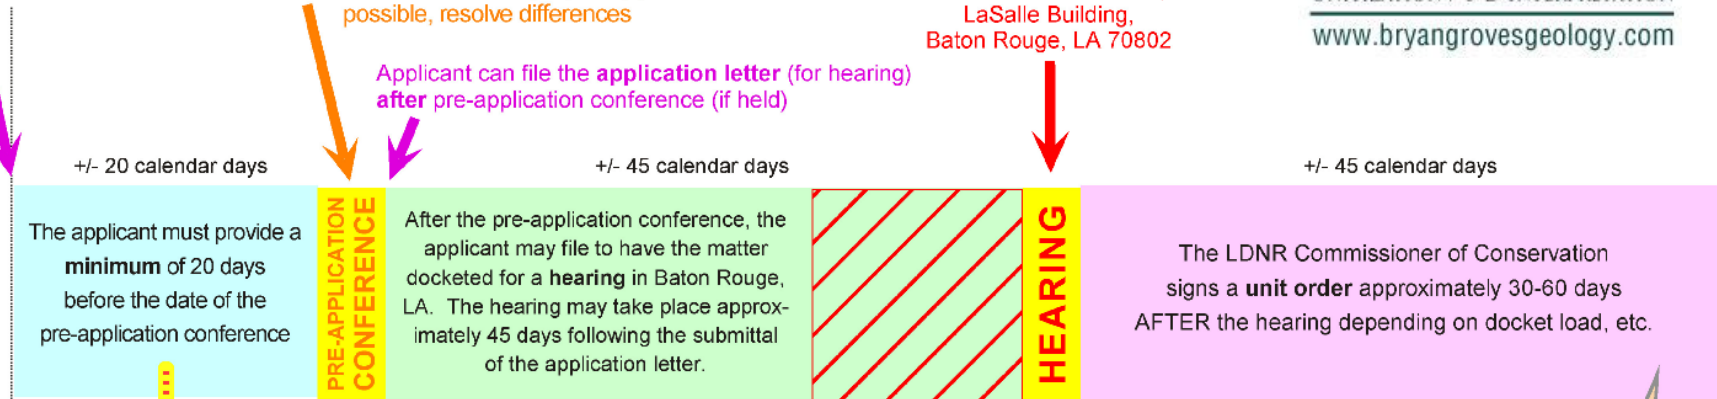 possible, resolve differences
LaSalle Building,
Baton Rouge, LA 70802
www.bryangrovesgeology.com
Applicant can file the application letter (for hearing)
after pre-application conference (if held)
+/- 20 calendar days
+/- 45 calendar days
+/- 45 calendar days
The applicant must provide a
minimum of 20 days
before the date of the
pre-application conference
PRE-APPLICATION
CONFERENCE
After the pre-application conference, the
applicant may file to have the matter
docketed for a hearing in Baton Rouge,
LA. The hearing may take place approx-
imately 45 days following the submittal
of the application letter.
HEARING
The LDNR Commissioner of Conservation
signs a unit order approximately 30-60 days
AFTER the hearing depending on docket load, etc.